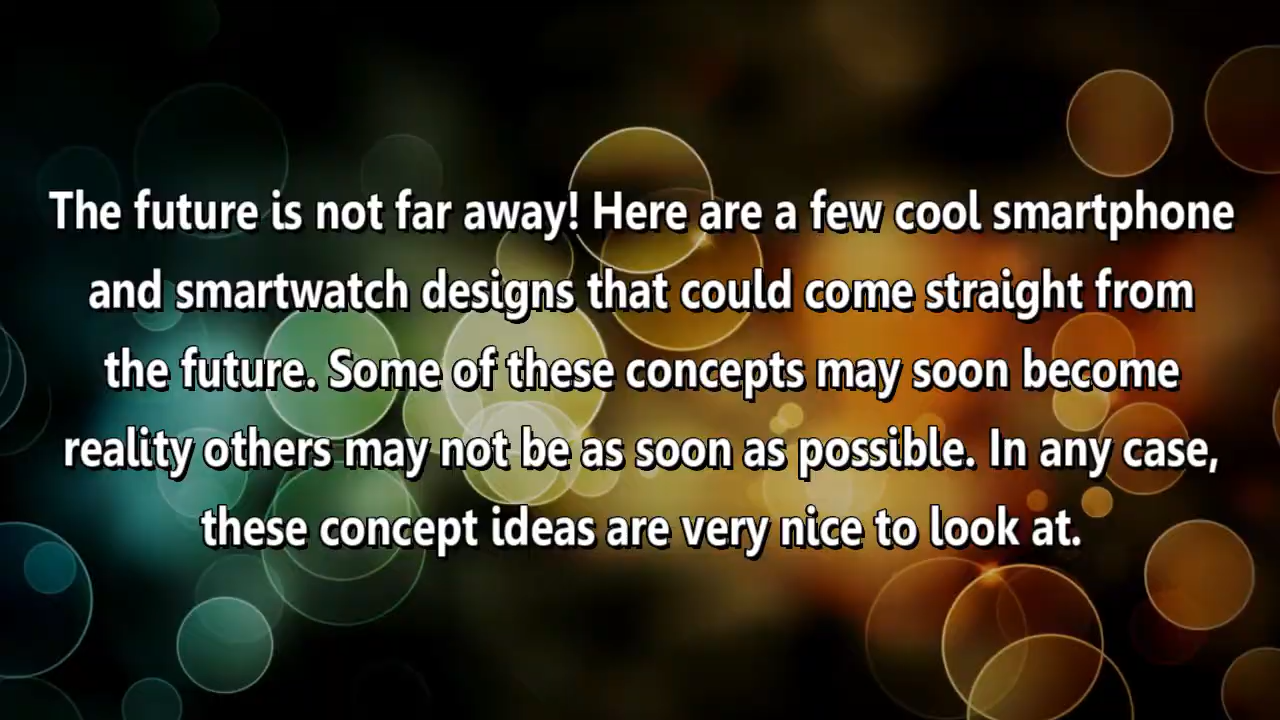 The future is not far away! Here are a few cool smartphone
and smartwatch designs that could come straight from
the future. Some of these concepts may soon become
reality others may not be as soon as possible. In any case,
these concept ideas are very nice to look at.